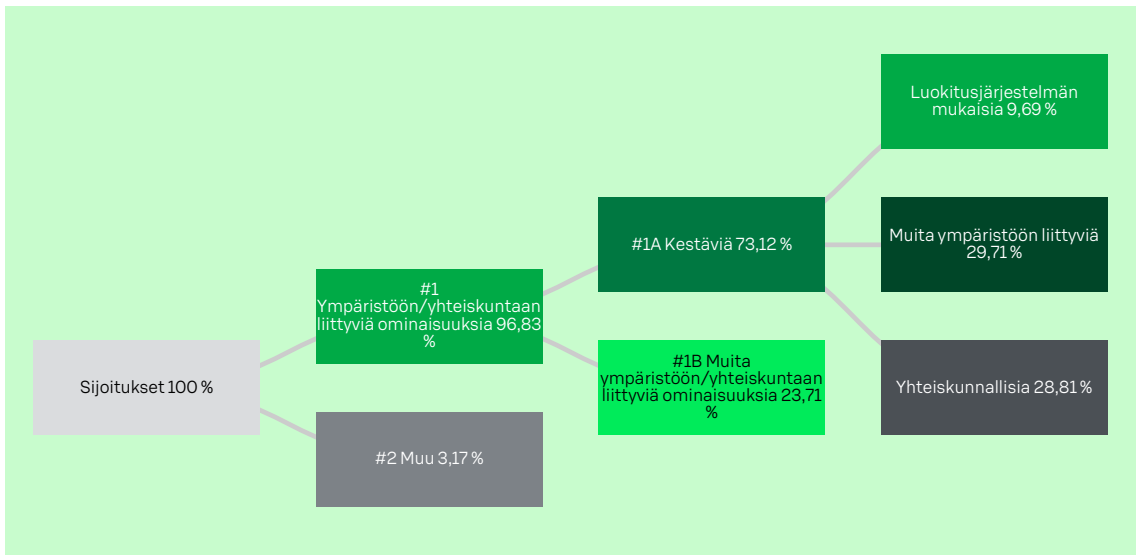 Sijoitukset 100 %
#1
Ympäristöön/yhteiskuntaan
liittyviä ominaisuuksia 96,83
%
#2 Muu 3,17 %
#1A Kestäviä 73,12 %
#1B Muita
ympäristöön/yhteiskuntaan
liittyviä ominaisuuksia 23,71
%
Luokitusjärjestelmän
mukaisia 9,69 %
Muita ympäristöön liittyviä
29,71 %
Yhteiskunnallisia 28,81 %